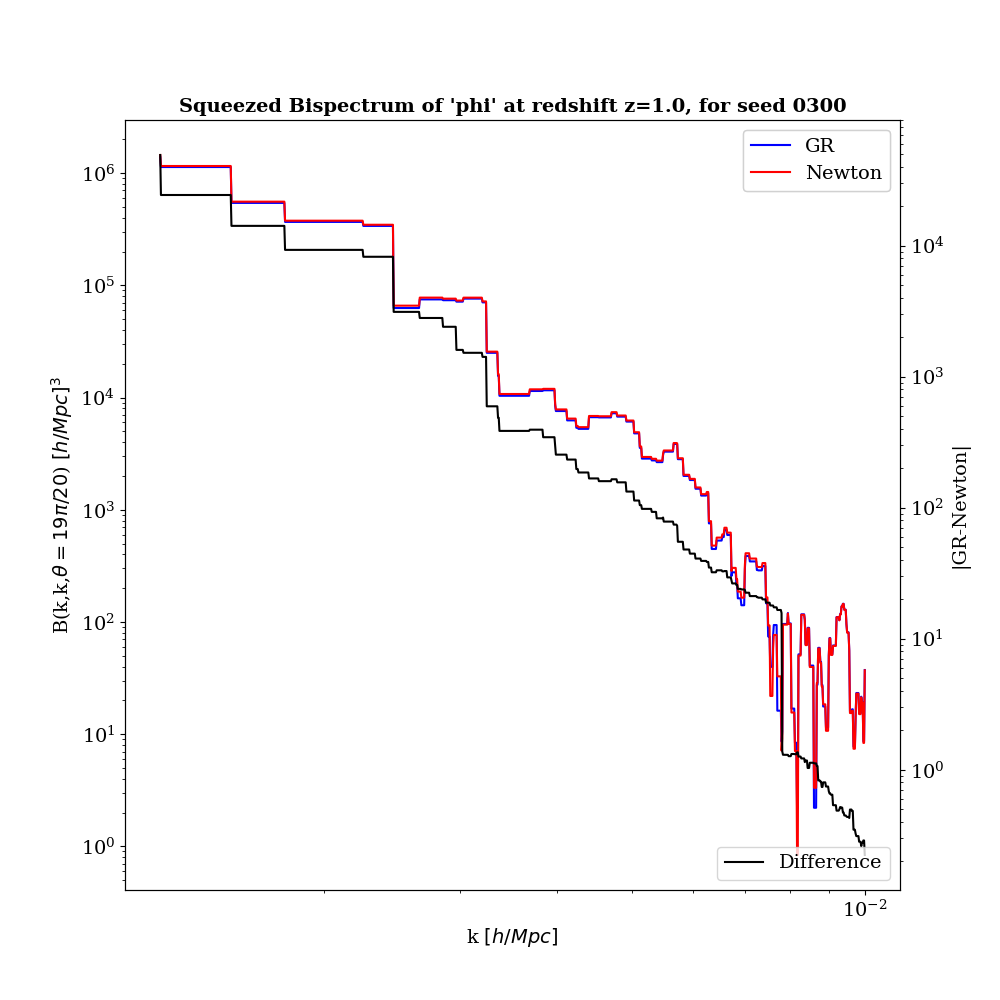 Squeezed Bispectrum of 'phi' at redshift z=1.0, for seed 0300
GR
Newton
10^6
10^5
10^4
10^3
10^2
10^1
10^0
B(k,k,θ = 19π/20) [h/Mpc]^3
10^4
10^3
10^2
10^1
10^0
|GR-Newton|
Difference
10^−2
k [h/Mpc]